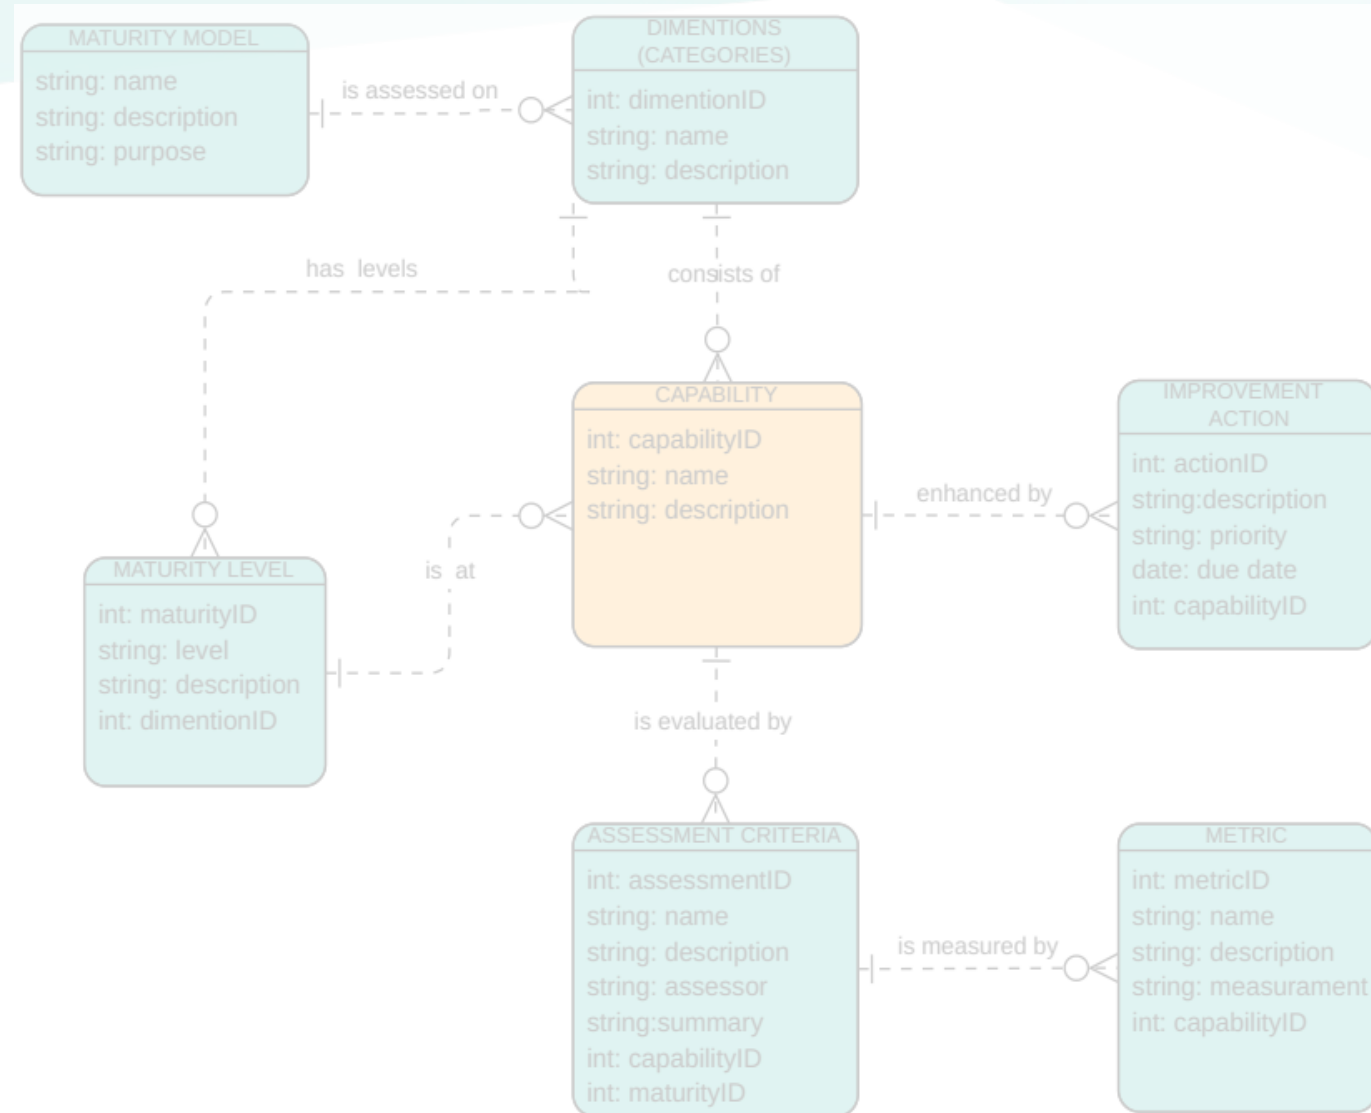 MATURITY MODEL
string: name
string: description
string: purpose
is assessed on
DIMENTIONS
(CATEGORIES)
int: dimentionID
string: name
string: description
has levels
consists of
CAPABILITY
int: capabilityID
string: name
string: description
enhanced by
IMPROVEMENT
ACTION
int: actionID
string:description
string: priority
date: due date
int: capabilityID
is at
MATURITY LEVEL
int: maturityID
string: level
string: description
int: dimentionID
is evaluated by
ASSESSMENT CRITERIA
int: assessmentID
string: name
string: description
string: assessor
string:summary
int: capabilityID
int: maturityID
is measured by
METRIC
int: metricID
string: name
string: description
string: measurament
int: capabilityID